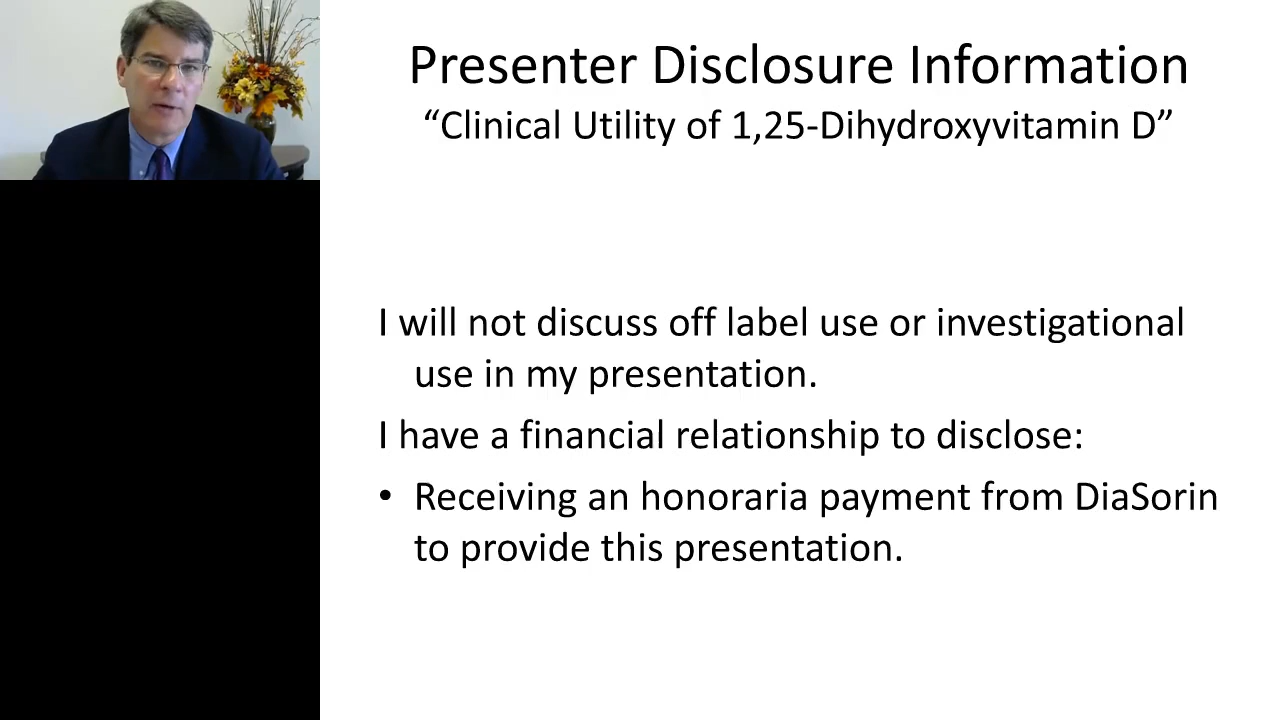 Presenter Disclosure Information
“Clinical Utility of 1,25-Dihydroxyvitamin D”
I will not discuss off label use or investigational
use in my presentation.
I have a financial relationship to disclose:
• Receiving an honoraria payment from DiaSorin
to provide this presentation.